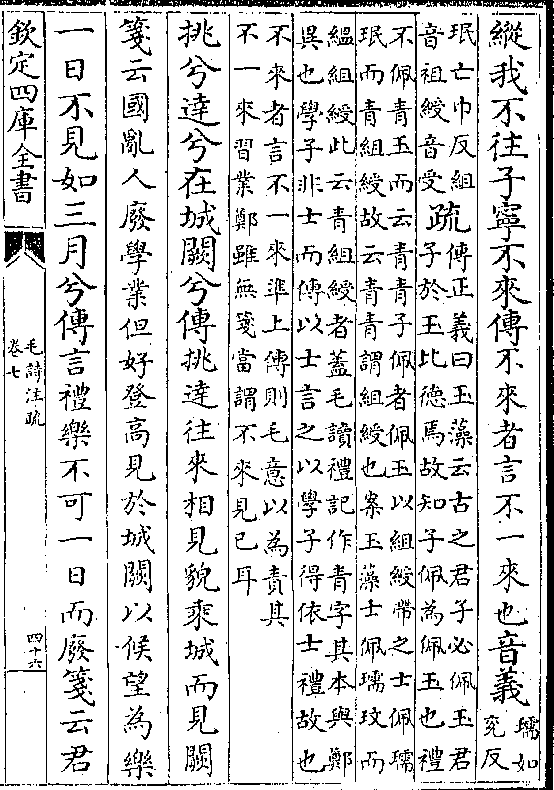 縱我不往子寧不來傳不來者言不一來也音義瓀如
兖反
珉亡巾反組
音祖綬音受疏傳正義曰玉藻云古之君子必佩玉君
子於玉比德焉故知子佩為佩玉也禮
不佩青玉而云青青子佩者佩玉以組綬帶之士佩瓀
珉而青組綬故云青青謂組綬也案玉藻士佩瓀玟而
緼組綬此云青組綬者蓋毛讀禮記作青字其本與鄭
異也學子非士而傳以士言之以學子得依士禮故也
不來者言不一來準上傳則毛意以為責其
不一來習業鄭雖無箋當謂不來見已耳
挑兮達兮在城闕兮傳挑達往來相見貌乘城而見闕
箋云國亂人廢學業但好登高見於城闕以候望為樂
一日不見如三月兮傳言禮樂不可一日而廢箋云君
欽定四庫全書
毛詩注疏
卷七
四十六